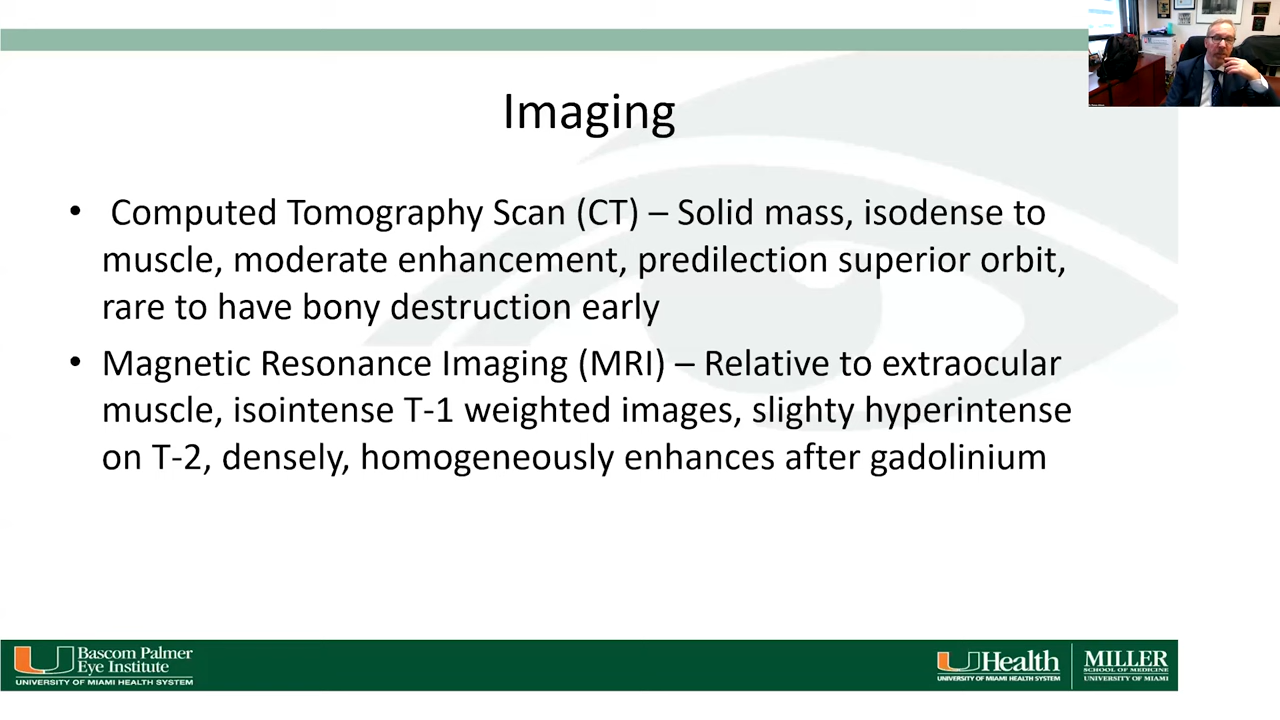 Imaging
• Computed Tomography Scan (CT) – Solid mass, isodense to
muscle, moderate enhancement, predilection superior orbit,
rare to have bony destruction early
• Magnetic Resonance Imaging (MRI) – Relative to extraocular
muscle, isointense T-1 weighted images, slighty hyperintense
on T-2, densely, homogeneously enhances after gadolinium
Bascom Palmer
Eye Institute
UNIVERSITY OF MIAMI HEALTH SYSTEM
UHealth
UNIVERSITY OF MIAMI HEALTH SYSTEM
MILLER
SCHOOL OF MEDICINE
UNIVERSITY OF MIAMI